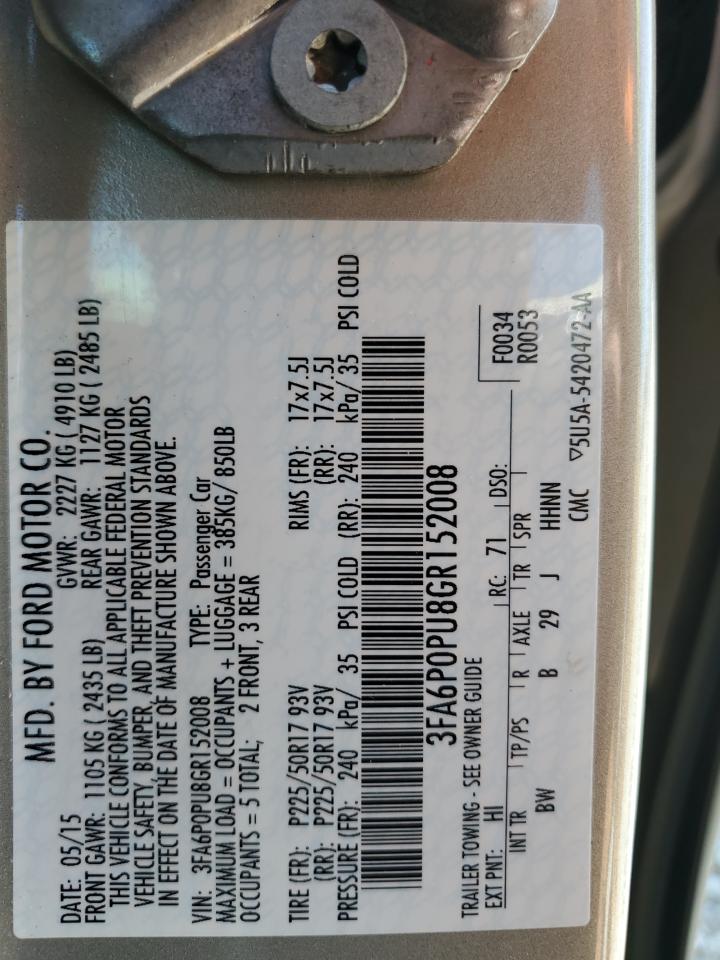 MFD. BY FORD MOTOR CO.
DATE: 05/15 GVWR: 2227 KG ( 4910 LB)
FRONT GAWR: 1105 KG ( 2435 LB) REAR GAWR: 1127 KG ( 2485 LB)
THIS VEHICLE CONFORMS TO ALL APPLICABLE FEDERAL MOTOR
VEHICLE SAFETY, BUMPER, AND THEFT PREVENTION STANDARDS
IN EFFECT ON THE DATE OF MANUFACTURE SHOWN ABOVE.
VIN: 3FA6P0PU8GR152008 TYPE: Passenger Car
MAXIMUM LOAD = OCCUPANTS + LUGGAGE = 385KG/ 850LB
OCCUPANTS = 5 TOTAL; 2 FRONT, 3 REAR
TIRE (FR): P225/50R17 93V RIMS (FR): 17x7.5J
(RR): P225/50R17 93V (RR): 17x7.5J
PRESSURE (FR): 240 kPa/ 35 PSI COLD (RR): 240 kPa/ 35 PSI COLD
3FA6P0PU8GR152008
TRAILER TOWING - SEE OWNER GUIDE
EXT PNT: HI RC: 71 DSO: F0034
R0053
INT TR TP/PS R AXLE TR SPR
BW B 29 J HHNN
CMC ▽5U5A-5420472-AA